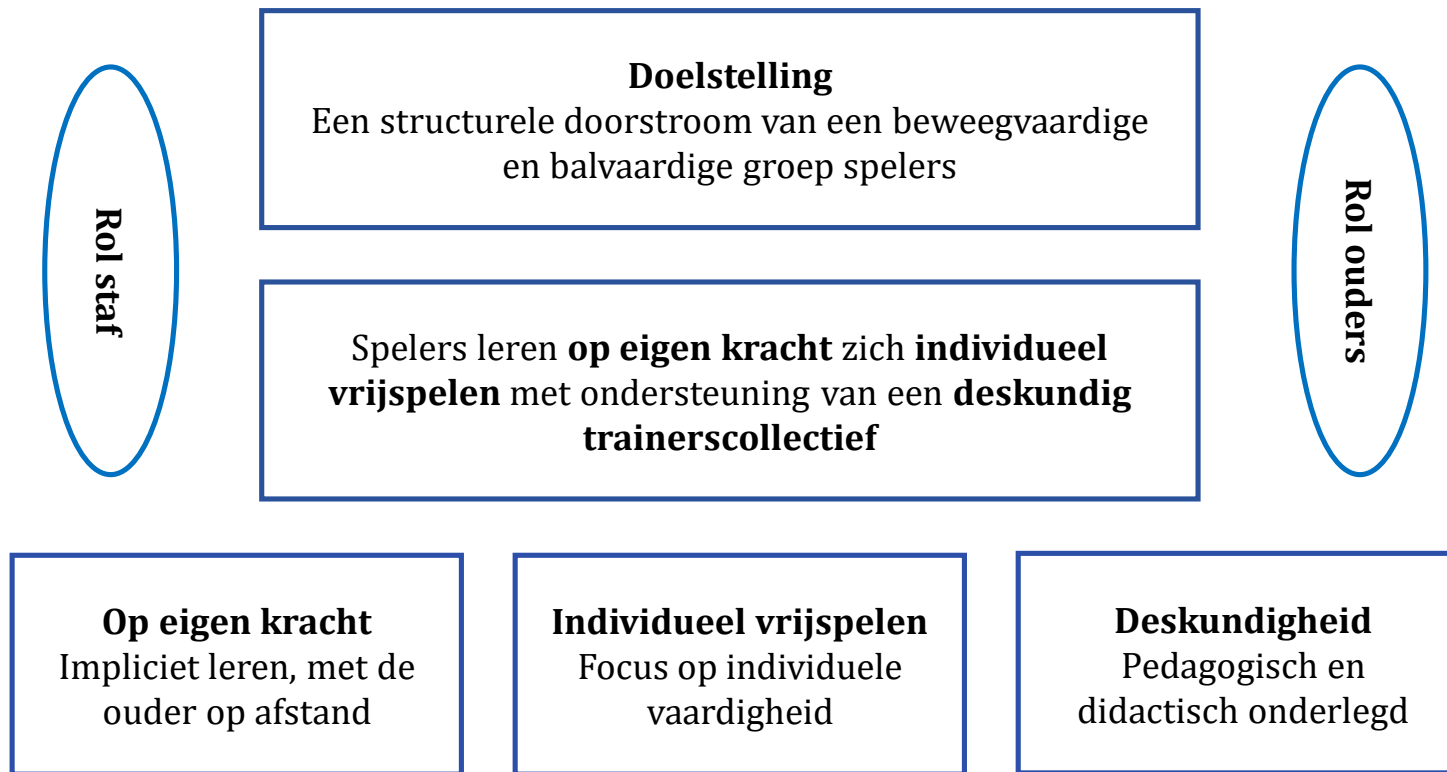 Doelstelling
Een structurele doorstroom van een beweegvaardige
en balvaardige groep spelers
Rol staf
Rol ouders
Spelers leren op eigen kracht zich individueel
vrijspelen met ondersteuning van een deskundig
trainerscollectief
Op eigen kracht
Impliciet leren, met de
ouder op afstand
Individueel vrijspelen
Focus op individuele
vaardigheid
Deskundigheid
Pedagogisch en
didactisch onderlegd